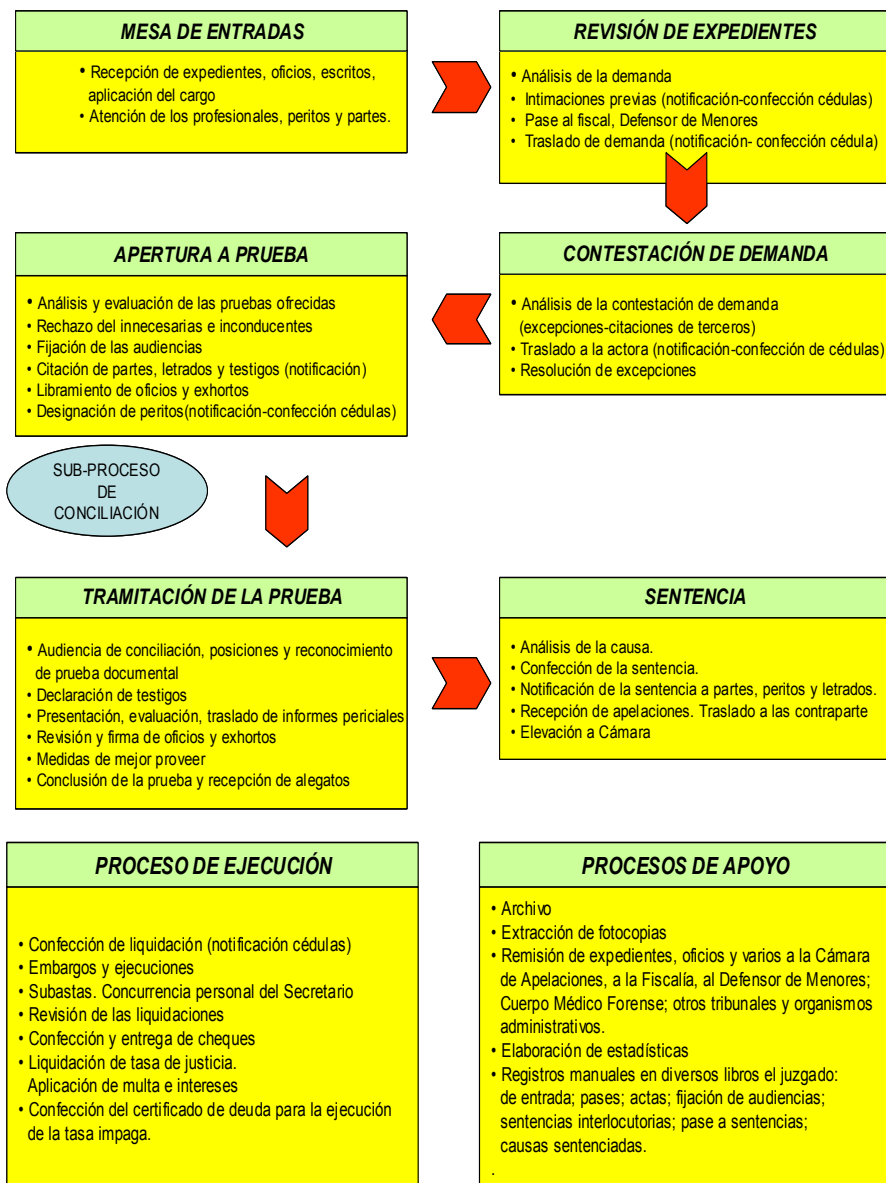 MESA DE ENTRADAS
• Recepción de expedientes, oficios, escritos,
aplicación del cargo
• Atención de los profesionales, peritos y partes.
REVISIÓN DE EXPEDIENTES
• Análisis de la demanda
• Intimaciones previas (notificación-confección cédulas)
• Pase al fiscal, Defensor de Menores
• Traslado de demanda (notificación- confección cédula)
CONTESTACIÓN DE DEMANDA
• Análisis de la contestación de demanda
(excepciones-citaciones de terceros)
• Traslado a la actora (notificación-confección de cédulas)
• Resolución de excepciones
APERTURA A PRUEBA
• Análisis y evaluación de las pruebas ofrecidas
• Rechazo del innecesarias e inconducentes
• Fijación de las audiencias
• Citación de partes, letrados y testigos (notificación)
• Libramiento de oficios y exhortos
• Designación de peritos(notificación-confección cédulas)
SUB-PROCESO
DE
CONCILIACIÓN
TRAMITACIÓN DE LA PRUEBA
• Audiencia de conciliación, posiciones y reconocimiento
de prueba documental
• Declaración de testigos
• Presentación, evaluación, traslado de informes periciales
• Revisión y firma de oficios y exhortos
• Medidas de mejor proveer
• Conclusión de la prueba y recepción de alegatos
SENTENCIA
• Análisis de la causa.
• Confección de la sentencia.
• Notificación de la sentencia a partes, peritos y letrados.
• Recepción de apelaciones. Traslado a las contraparte
• Elevación a Cámara
PROCESO DE EJECUCIÓN
• Confección de liquidación (notificación cédulas)
• Embargos y ejecuciones
• Subastas. Concurrencia personal del Secretario
• Revisión de las liquidaciones
• Confección y entrega de cheques
• Liquidación de tasa de justicia.
Aplicación de multa e intereses
• Confección del certificado de deuda para la ejecución
de la tasa impaga.
PROCESOS DE APOYO
• Archivo
• Extracción de fotocopias
• Remisión de expedientes, oficios y varios a la Cámara
de Apelaciones, a la Fiscalía, al Defensor de Menores;
Cuerpo Médico Forense; otros tribunales y organismos
administrativos.
• Elaboración de estadísticas
• Registros manuales en diversos libros el juzgado:
de entrada; pases; actas; fijación de audiencias;
sentencias interlocutorias; pase a sentencias;
causas sentenciadas.
.